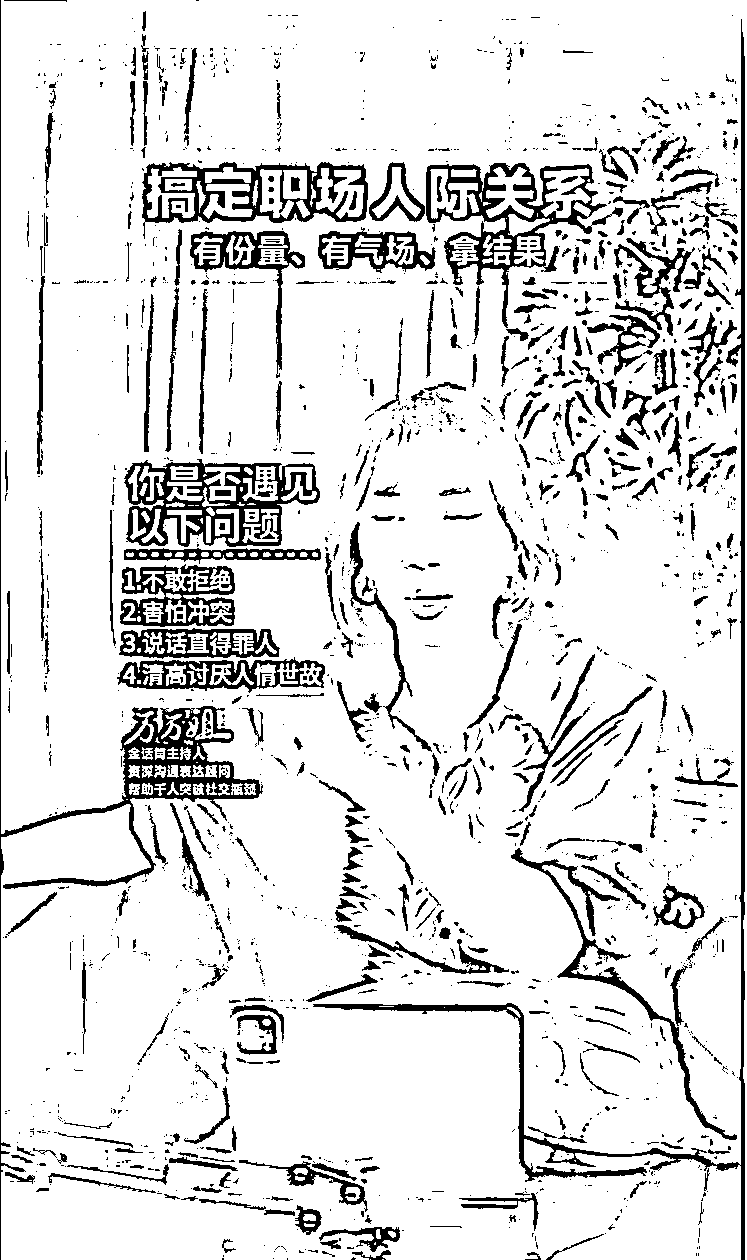 搞定职场人际关系
有份量、有气场、拿结果
你是否遇见
以下问题
1.不敢拒绝
2.害怕冲突
3.说话直得罪人
4.清高讨厌人情世故
万万姐
金话筒主持人
资深沟通表达顾问
帮助千人突破社交瓶颈